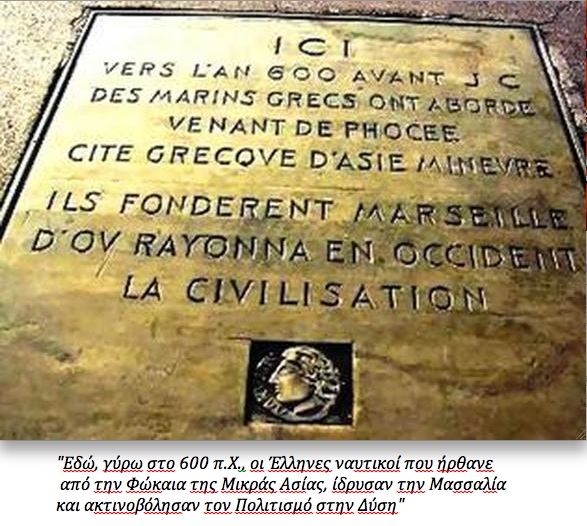 ICI
VERS L'AN 600 AVANT J C
DES MARINS GRECS ONT ABORDE
VENANT DE PHOCEE
CITE GRECQVE D'ASIE MINEVRE
ILS FONDERENT MARSEILLE
D'OV RAYONNA EN OCCIDENT
LA CIVILISATION
"Εδώ, γύρω στο 600 π.Χ., οι Έλληνες ναυτικοί που ήρθανε
από την Φώκαια της Μικράς Ασίας, ίδρυσαν την Μασσαλία
και ακτινοβόλησαν τον Πολιτισμό στην Δύση"